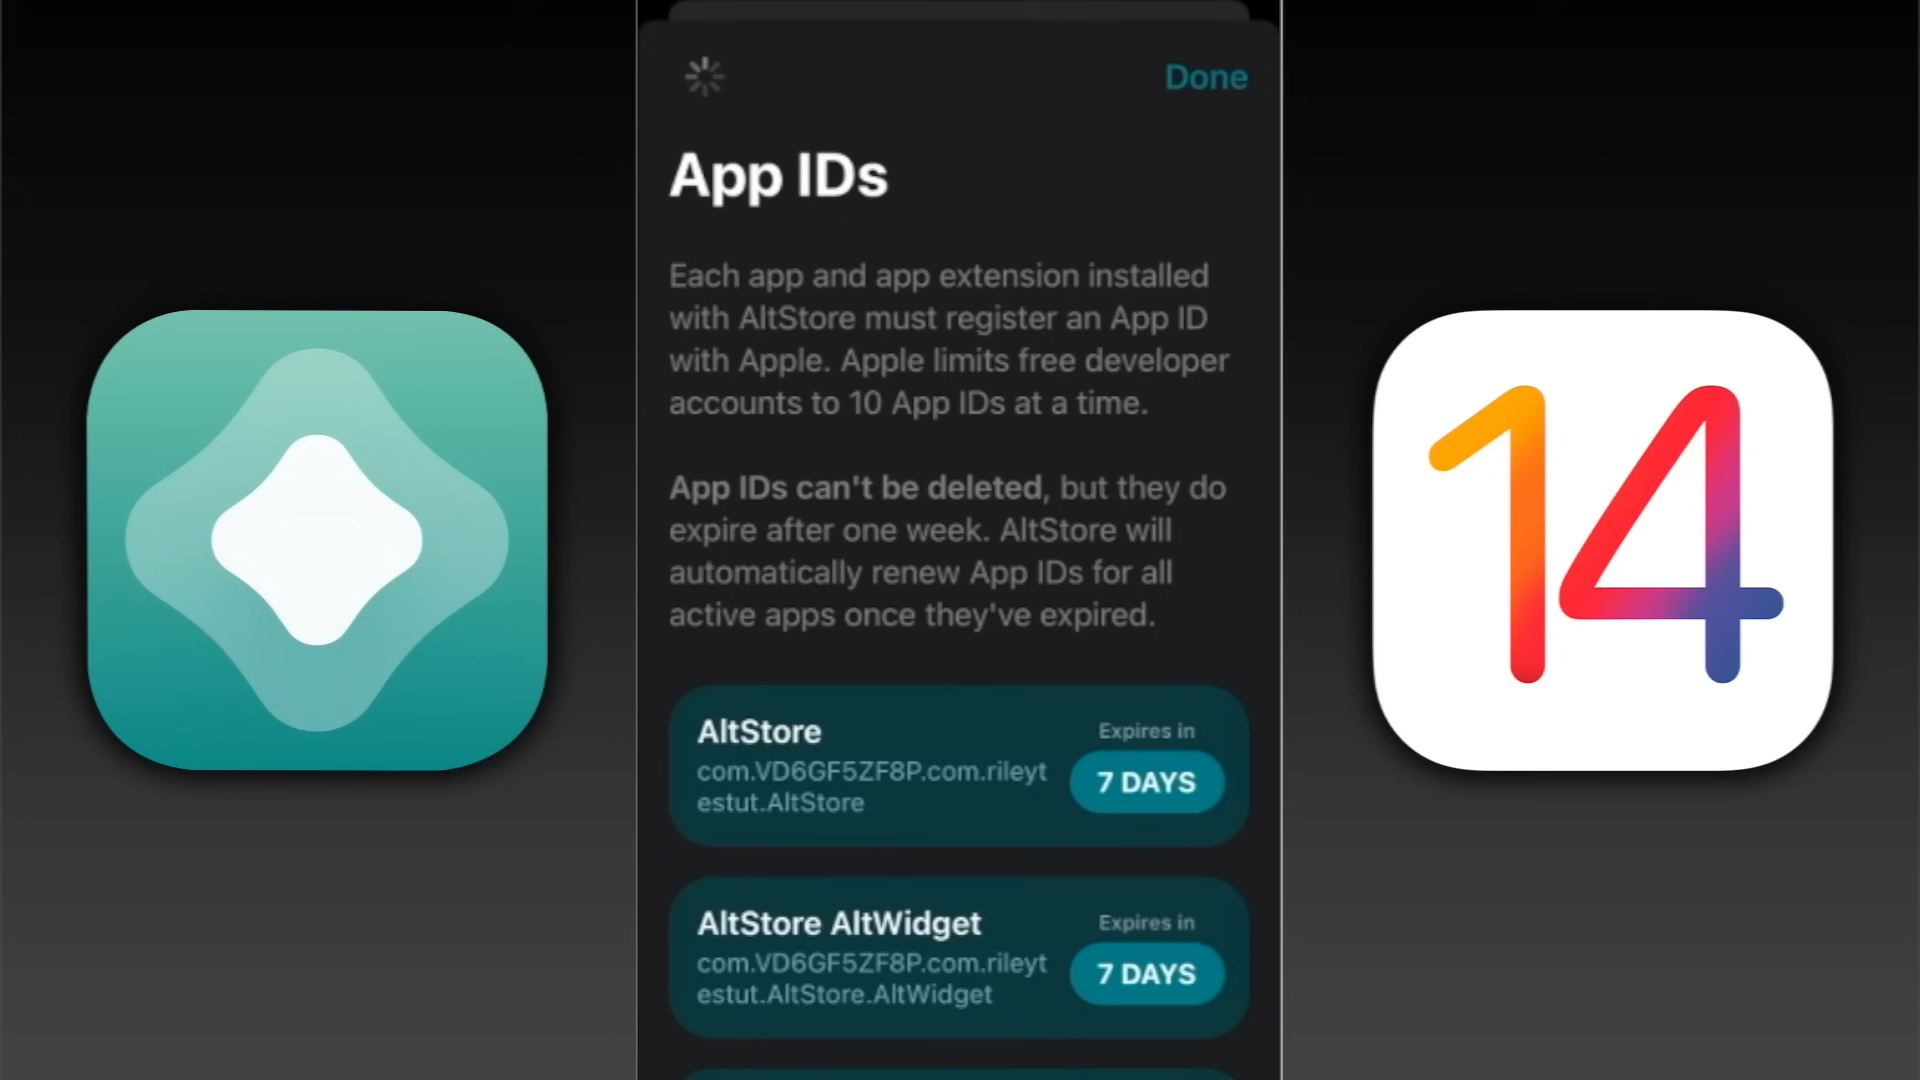 Done
App IDs
Each app and app extension installed
with AltStore must register an App ID
with Apple. Apple limits free developer
accounts to 10 App IDs at a time.
App IDs can't be deleted, but they do
expire after one week. AltStore will
automatically renew App IDs for all
active apps once they've expired.
AltStore
Expires in
com.VD6GF5ZF8P.com.rileyt
estut.AltStore
7 DAYS
AltStore AltWidget
Expires in
com.VD6GF5ZF8P.com.rileyt
estut.AltStore.AltWidget
7 DAYS
14